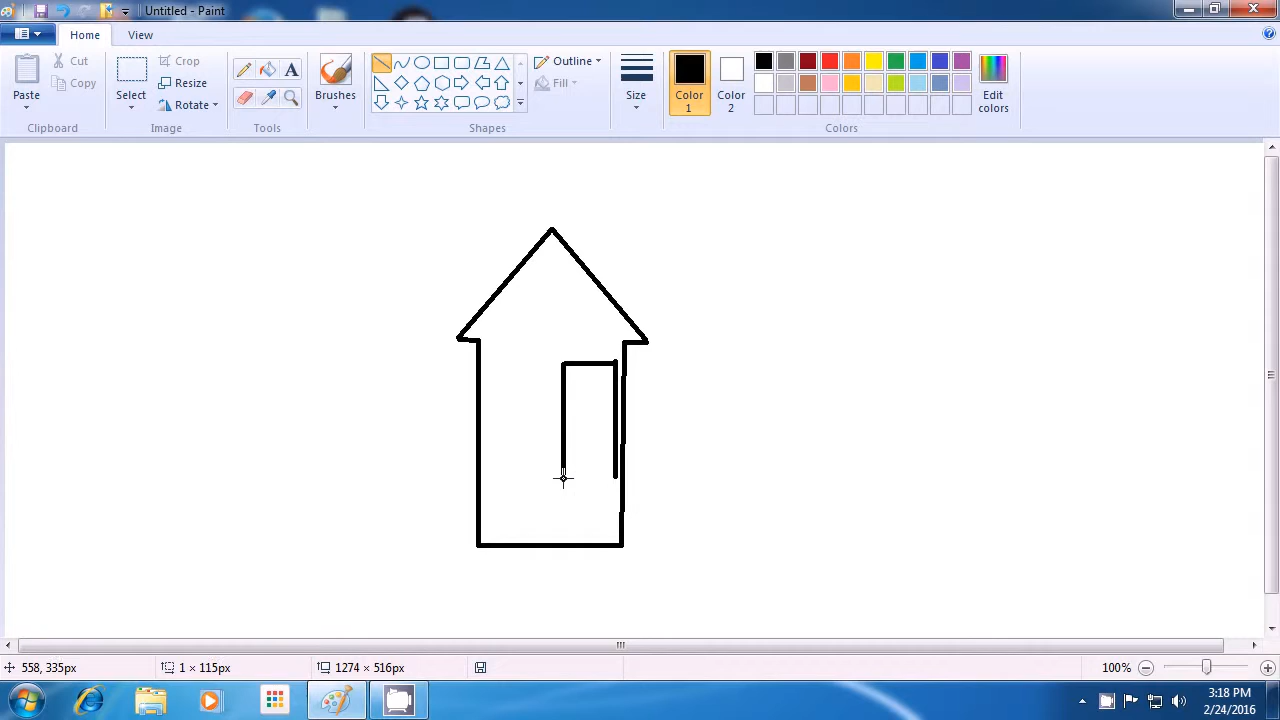 Untitled - Paint
Home View
Paste Cut Copy Clipboard
Select Crop Resize Rotate Image
A
Tools
Brushes
Outline Fill Shapes
Size
Color 1 Color 2 Edit colors Colors
558, 335px 1 × 115px 1274 × 516px 100%
3:18 PM
2/24/2016